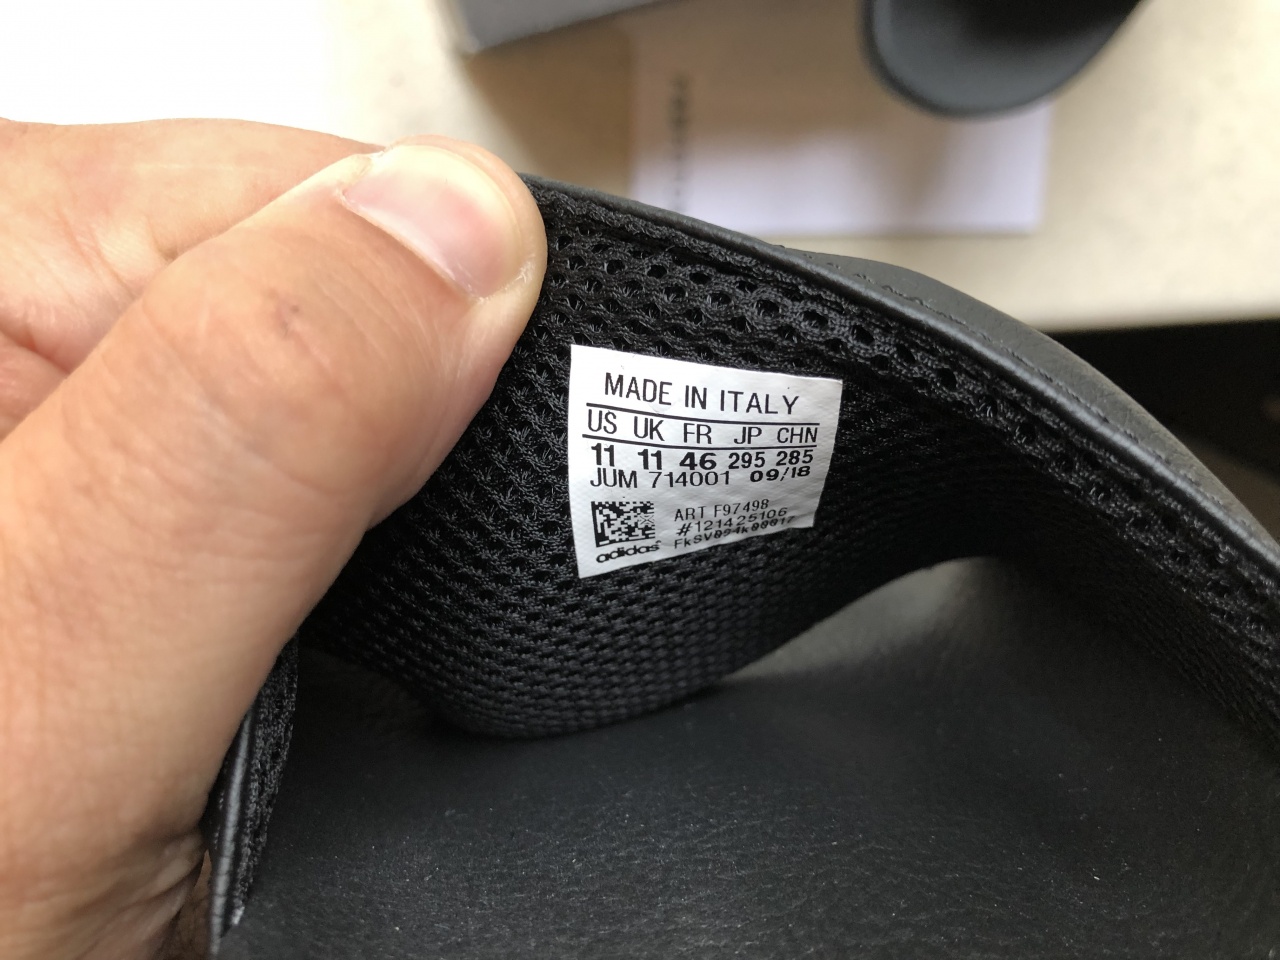 MADE IN ITALY
US UK FR JP CHN
11 11 46 295 285
JUM 714001 09/18
ART F97498
#121425106
adidas